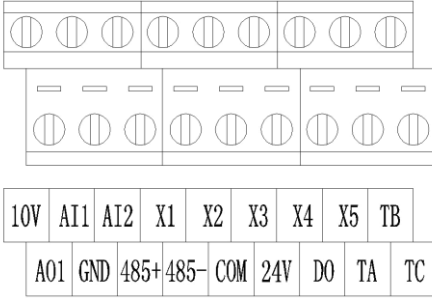 10V AI1 AI2 X1 X2 X3 X4 X5 TB
AO1 GND 485+ 485- COM 24V DO TA TC